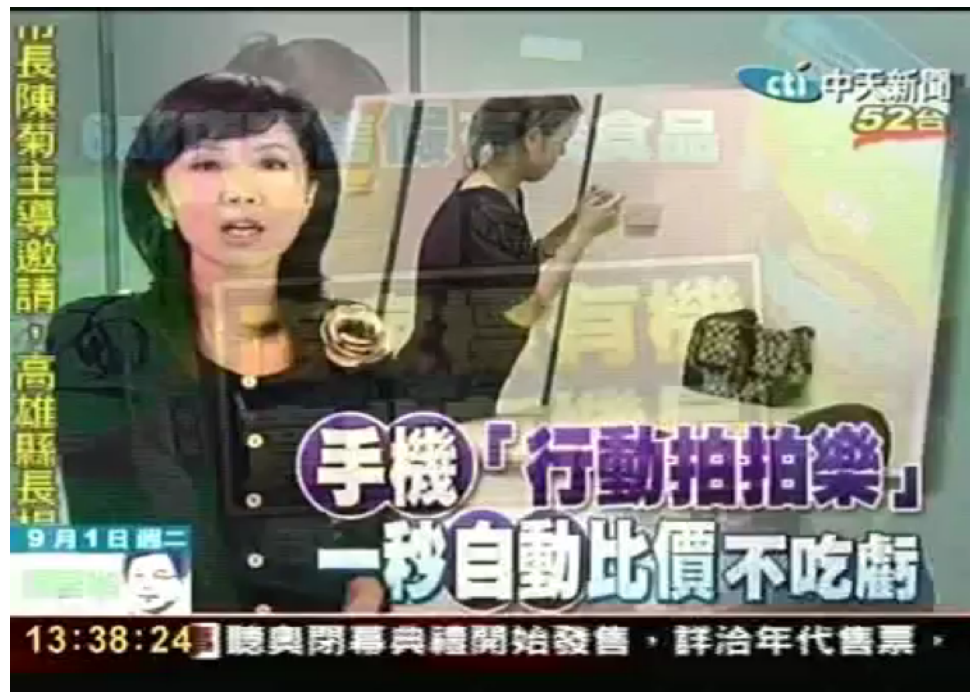 市長陳菊主導邀請,高雄縣長楊
cti 中天新聞
52台
食品
有機
手機「行動拍拍樂」
一秒自動比價不吃虧
9月1日 週二
13:38:24
聽奧閉幕典禮開始發售,詳洽年代售票。